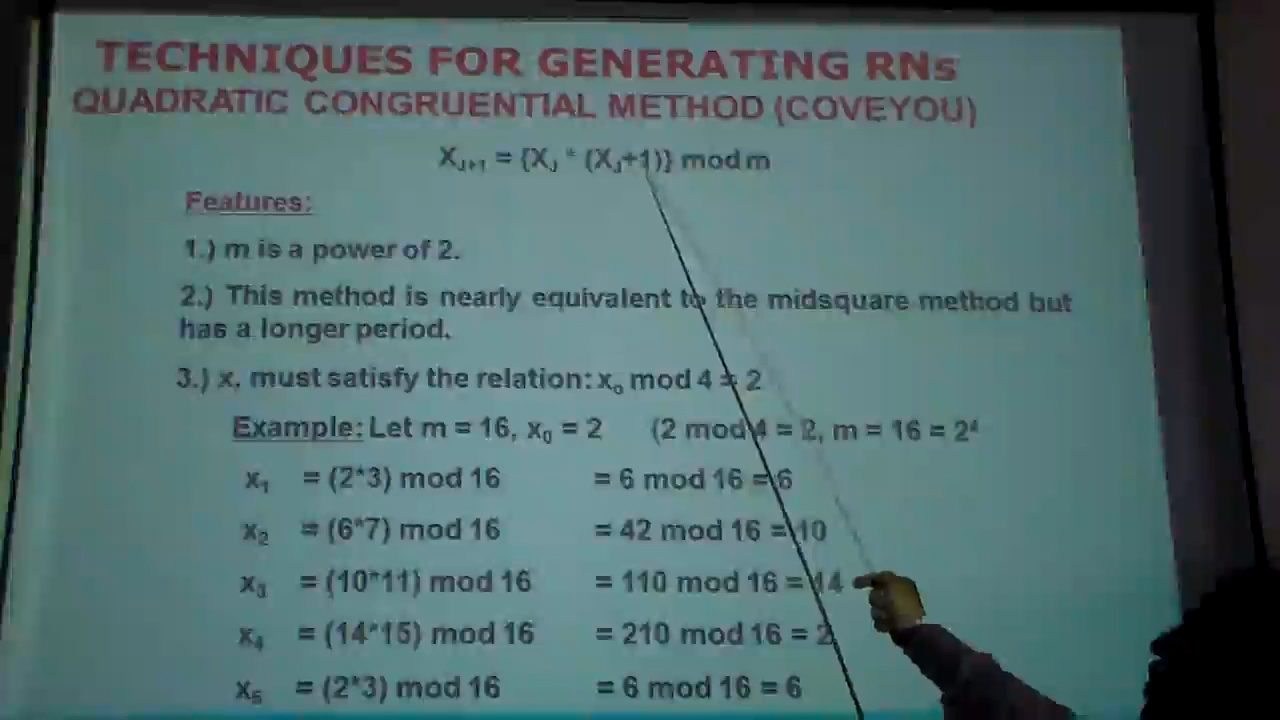 TECHNIQUES FOR GENERATING RNs
QUADRATIC CONGRUENTIAL METHOD (COVEYOU)
X_{J+1} = {X_J * (X_J+1)} mod m
Features:
1.) m is a power of 2.
2.) This method is nearly equivalent to the midsquare method but
has a longer period.
3.) x, must satisfy the relation: x₀ mod 4 = 2
Example: Let m = 16, x₀ = 2 (2 mod 4 = 2, m = 16 = 2⁴
x₁ = (2*3) mod 16 = 6 mod 16 = 6
x₂ = (6*7) mod 16 = 42 mod 16 = 10
x₃ = (10*11) mod 16 = 110 mod 16 = 14
x₄ = (14*15) mod 16 = 210 mod 16 = 2
x₅ = (2*3) mod 16 = 6 mod 16 = 6